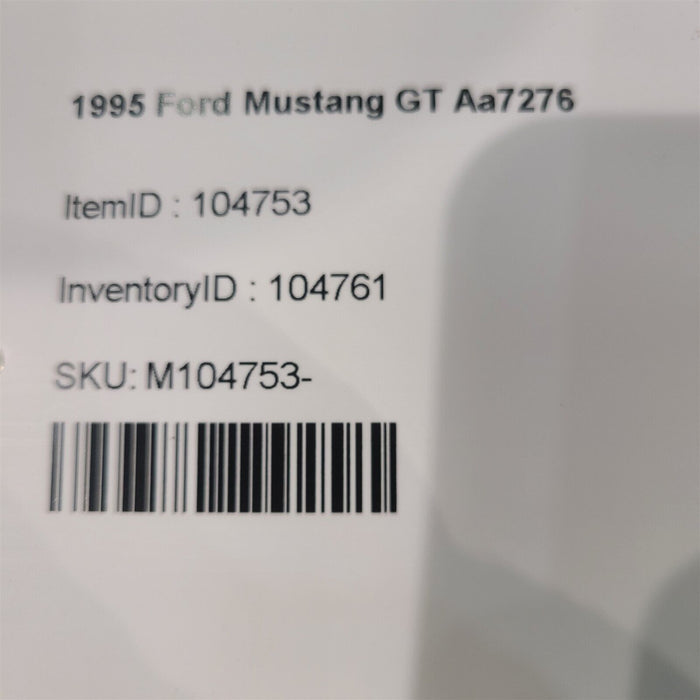 1995 Ford Mustang GT Aa7276
ItemID : 104753
InventoryID : 104761
SKU: M104753-